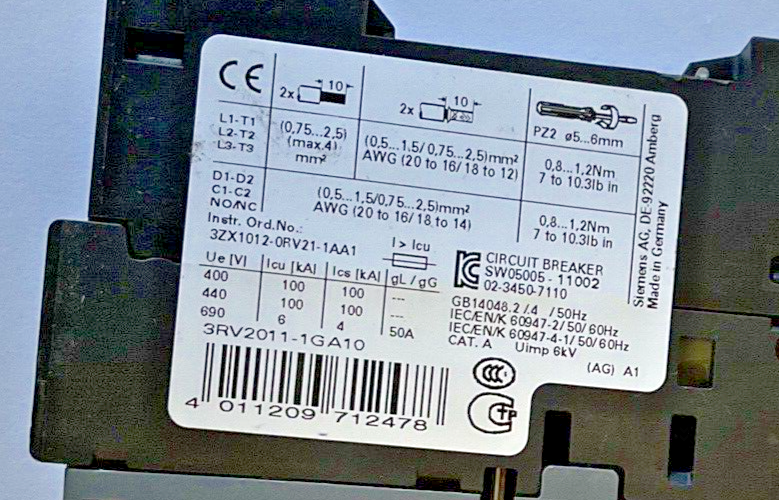 CE
2x 10
2x 10
PZ2 ø5...6mm
L1-T1
L2-T2
L3-T3
(0,75...2,5)
(max.4)
mm²
(0,5...1,5/0,75...2,5)mm²
AWG (20 to 16/18 to 12)
0,8...1,2Nm
7 to 10.3lb in
D1-D2
C1-C2
NO/NC
(0,5...1,5/0,75...2,5)mm²
AWG (20 to 16/18 to 14)
0,8...1,2Nm
7 to 10.3lb in
Instr. Ord.No.:
3ZX1012-0RV21-1AA1
I > Icu
Ue [V] Icu [kA] Ics [kA] gL / gG
400 100 100 ---
440 100 100 ---
690 6 4 50A
CIRCUIT BREAKER
SW05005-11002
02-3450-7110
GB14048.2 /.4 /50Hz
IEC/EN/K 60947-2/50/60Hz
IEC/EN/K 60947-4-1/50/60Hz
CAT. A Uimp 6kV
(AG) A1
3RV2011-1GA10
4 011209 712478
CCC
Siemens AG, DE-92220 Amberg
Made in Germany